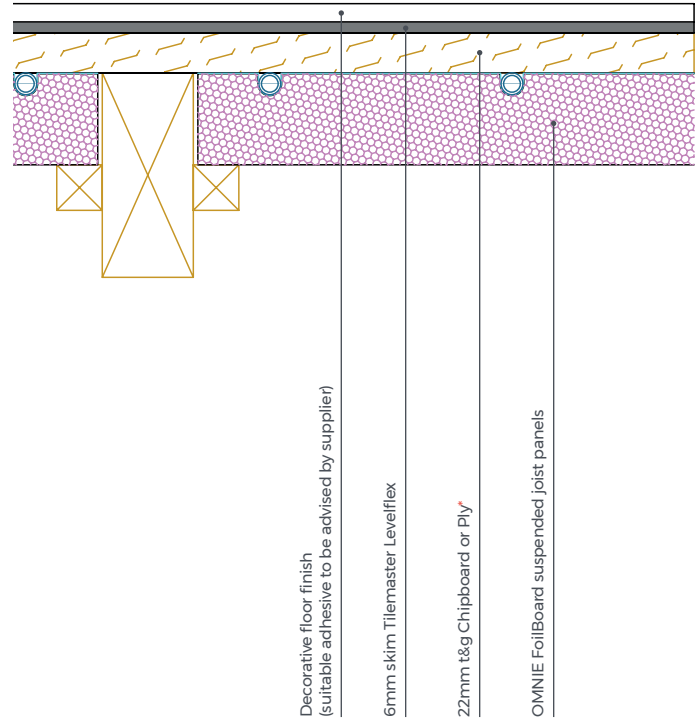 Decorative floor finish
(suitable adhesive to be advised by supplier)
6mm skim Tilemaster Levelflex
22mm t&g Chipboard or Ply*
OMNIE FoilBoard suspended joist panels